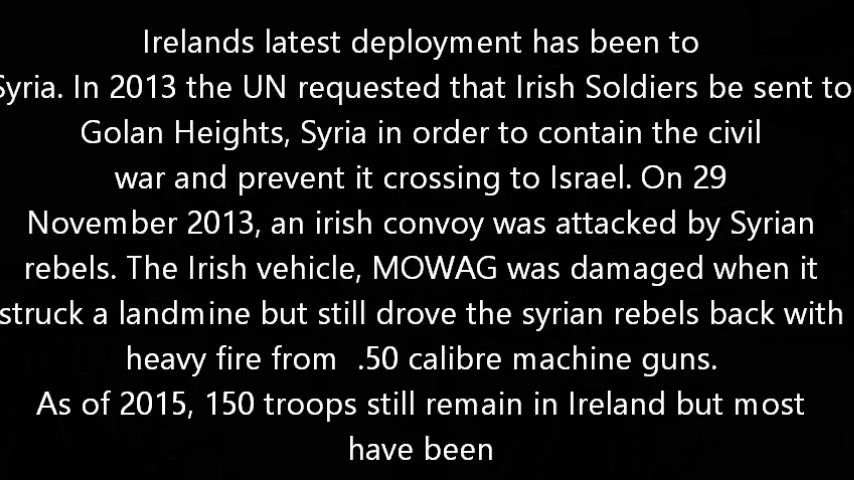 Irelands latest deployment has been to
Syria. In 2013 the UN requested that Irish Soldiers be sent to
Golan Heights, Syria in order to contain the civil
war and prevent it crossing to Israel. On 29
November 2013, an irish convoy was attacked by Syrian
rebels. The Irish vehicle, MOWAG was damaged when it
struck a landmine but still drove the syrian rebels back with
heavy fire from .50 calibre machine guns.
As of 2015, 150 troops still remain in Ireland but most
have been